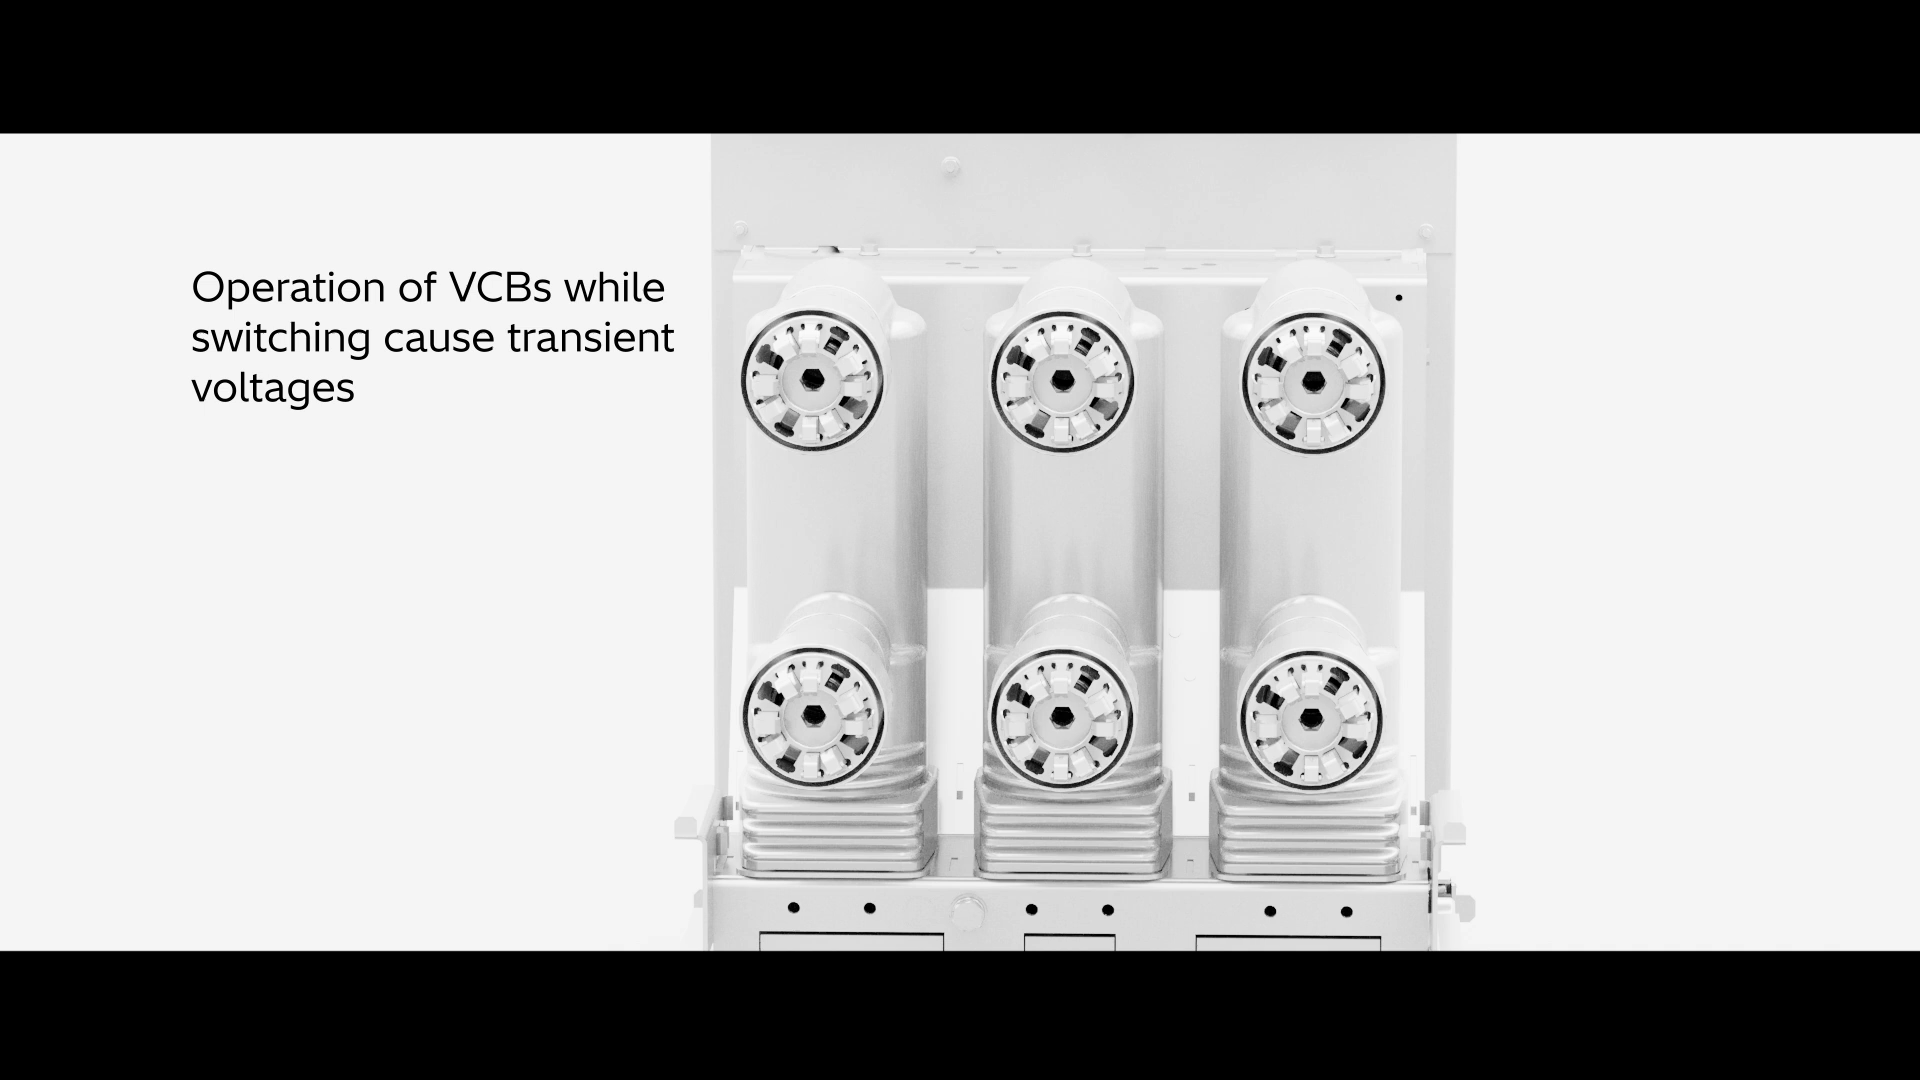 Operation of VCBs while
switching cause transient
voltages